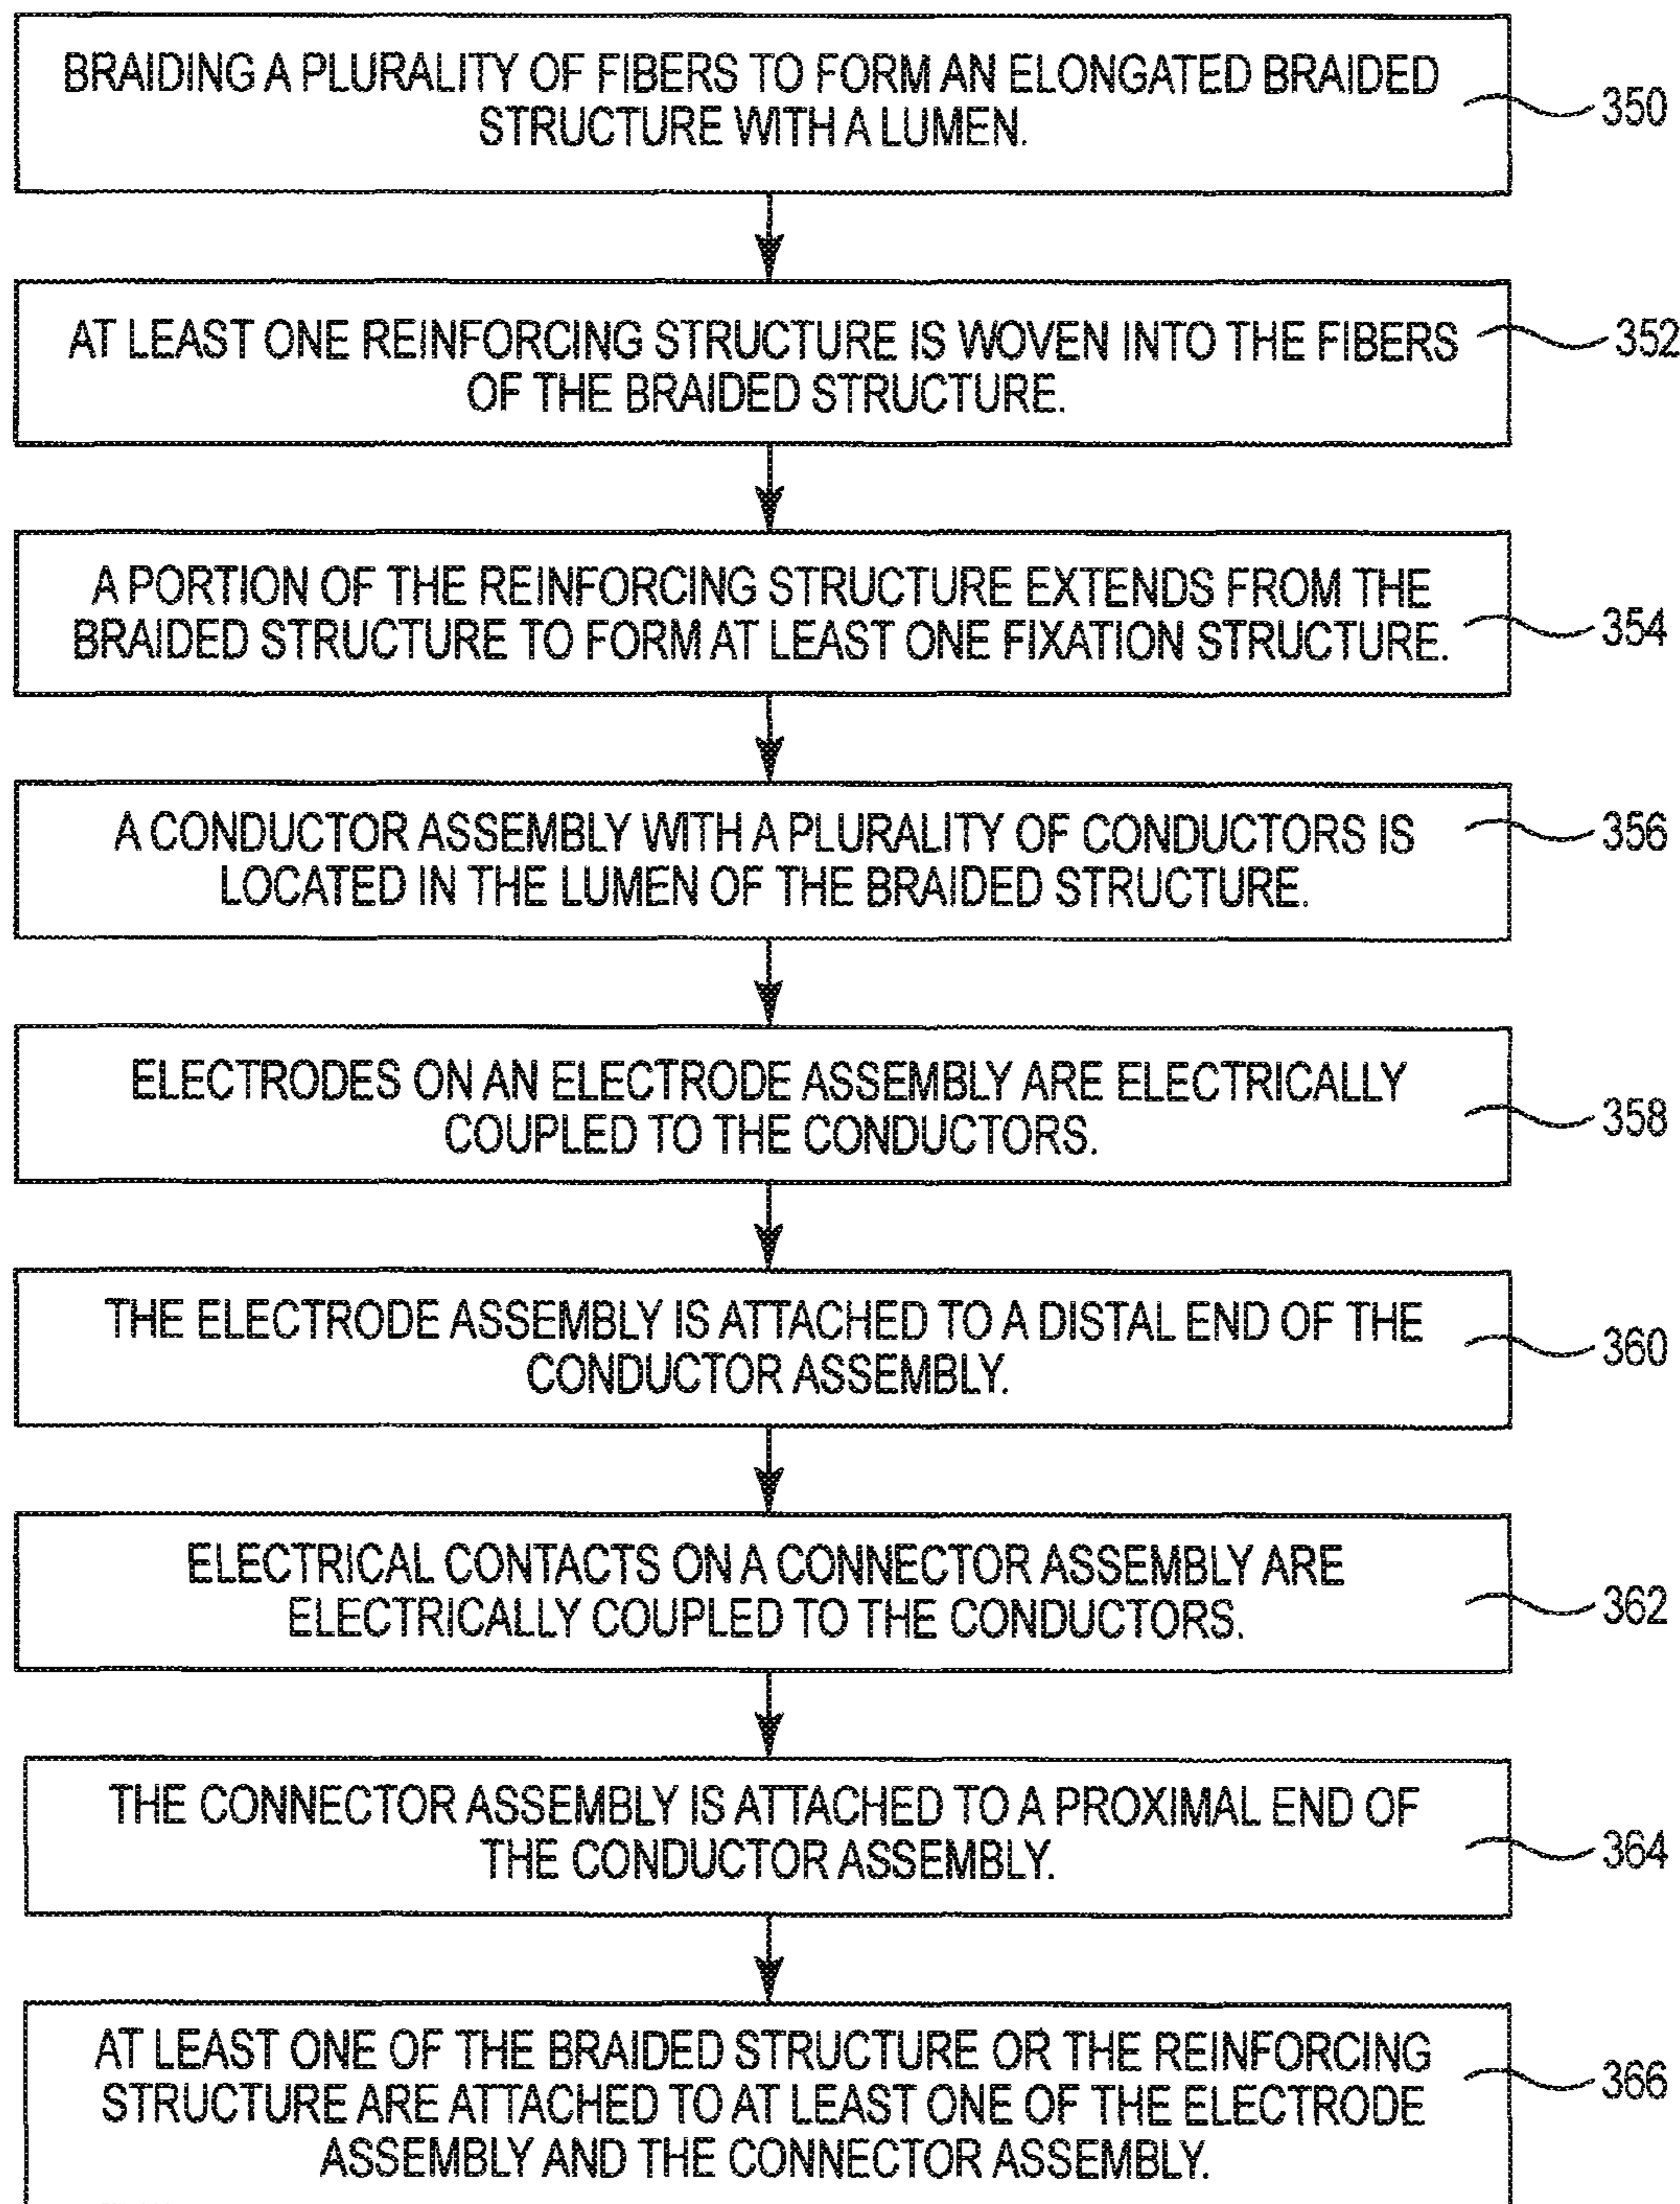 BRAIDING A PLURALITY OF FIBERS TO FORM AN ELONGATED BRAIDED
STRUCTURE WITH A LUMEN.
350
AT LEAST ONE REINFORCING STRUCTURE IS WOVEN INTO THE FIBERS
OF THE BRAIDED STRUCTURE.
352
A PORTION OF THE REINFORCING STRUCTURE EXTENDS FROM THE
BRAIDED STRUCTURE TO FORM AT LEAST ONE FIXATION STRUCTURE.
354
A CONDUCTOR ASSEMBLY WITH A PLURALITY OF CONDUCTORS IS
LOCATED IN THE LUMEN OF THE BRAIDED STRUCTURE.
356
ELECTRODES ON AN ELECTRODE ASSEMBLY ARE ELECTRICALLY
COUPLED TO THE CONDUCTORS.
358
THE ELECTRODE ASSEMBLY IS ATTACHED TO A DISTAL END OF THE
CONDUCTOR ASSEMBLY.
360
ELECTRICAL CONTACTS ON A CONNECTOR ASSEMBLY ARE
ELECTRICALLY COUPLED TO THE CONDUCTORS.
362
THE CONNECTOR ASSEMBLY IS ATTACHED TO A PROXIMAL END OF
THE CONDUCTOR ASSEMBLY.
364
AT LEAST ONE OF THE BRAIDED STRUCTURE OR THE REINFORCING
STRUCTURE ARE ATTACHED TO AT LEAST ONE OF THE ELECTRODE
ASSEMBLY AND THE CONNECTOR ASSEMBLY.
366